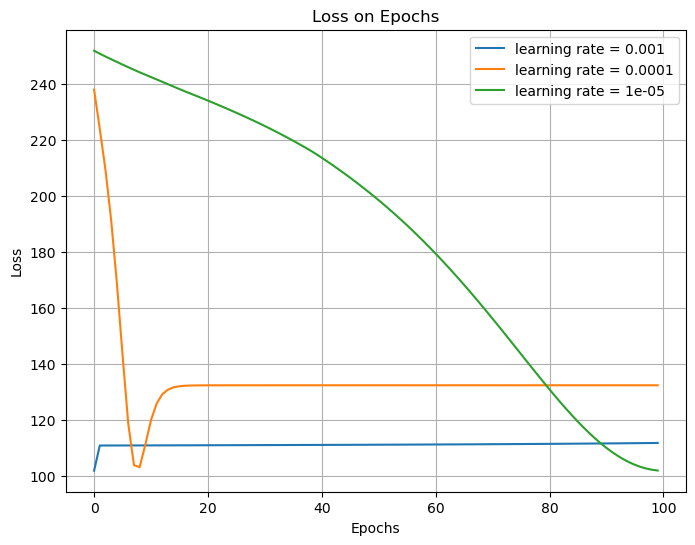 Loss on Epochs
learning rate = 0.001
learning rate = 0.0001
learning rate = 1e-05
240
220
200
180
160
140
120
100
Loss
0
20
40
60
80
100
Epochs